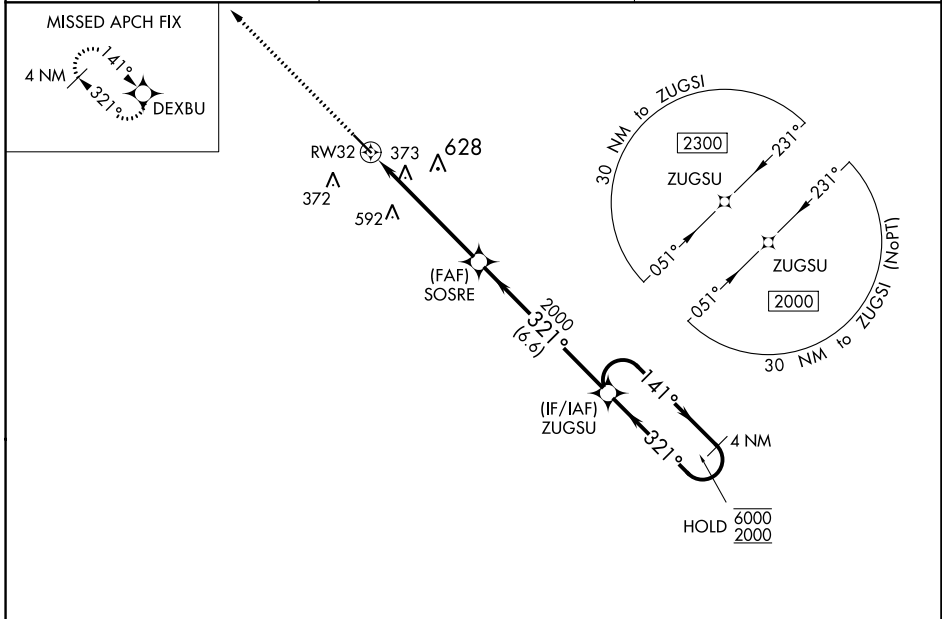 MISSED APCH FIX
4 NM
141°
321°
DEXBU
RW32
373
628
372
592
(FAF)
SOSRE
2000
321°
(6.6)
(IF/IAF)
ZUGSU
141°
321°
4 NM
HOLD
6000
2000
30 NM to ZUGSI
2300
ZUGSU
231°
051°
231°
ZUGSU
051°
2000
30 NM to ZUGSI (NoPT)